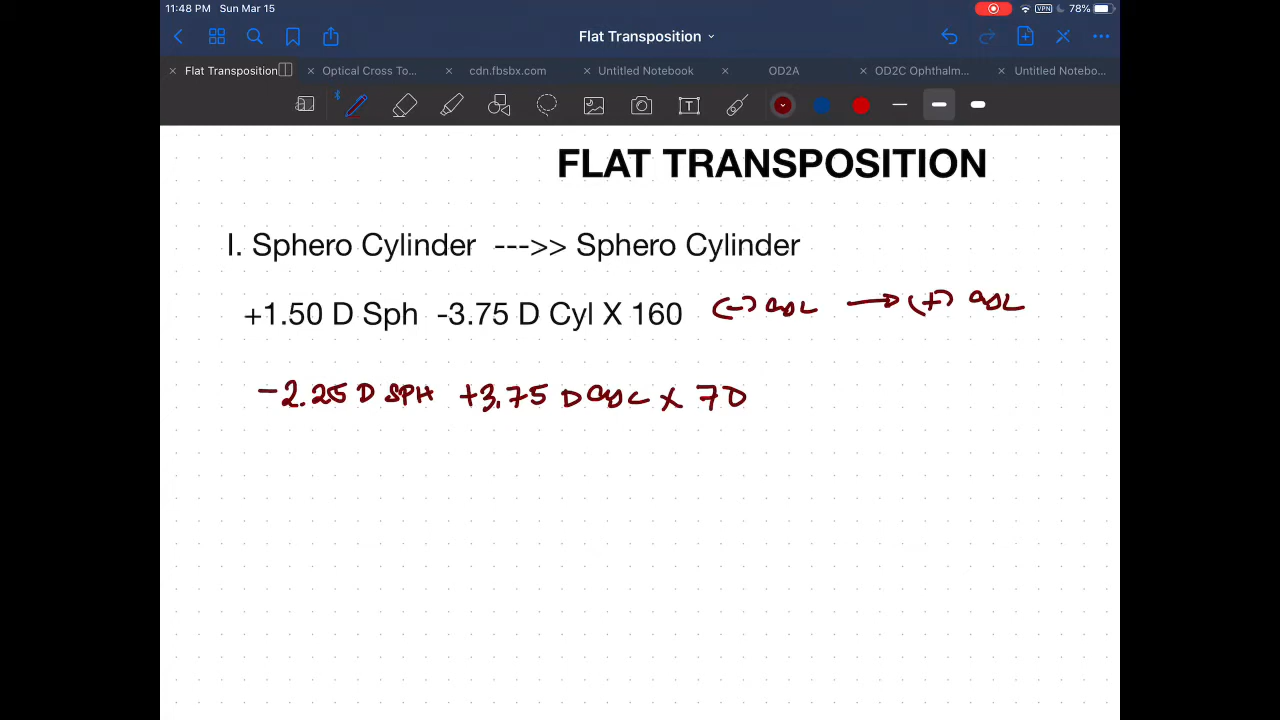 11:48 PM Sun Mar 15
VPN 78%
Flat Transposition
Flat Transposition Optical Cross To... cdn.fbsbx.com Untitled Notebook OD2A OD2C Ophthalm... Untitled Notebo...
FLAT TRANSPOSITION
I. Sphero Cylinder --->> Sphero Cylinder
+1.50 D Sph -3.75 D Cyl X 160 (-) CYL → (+) CYL
-2.25 D SPH +3.75 D CYL X 70